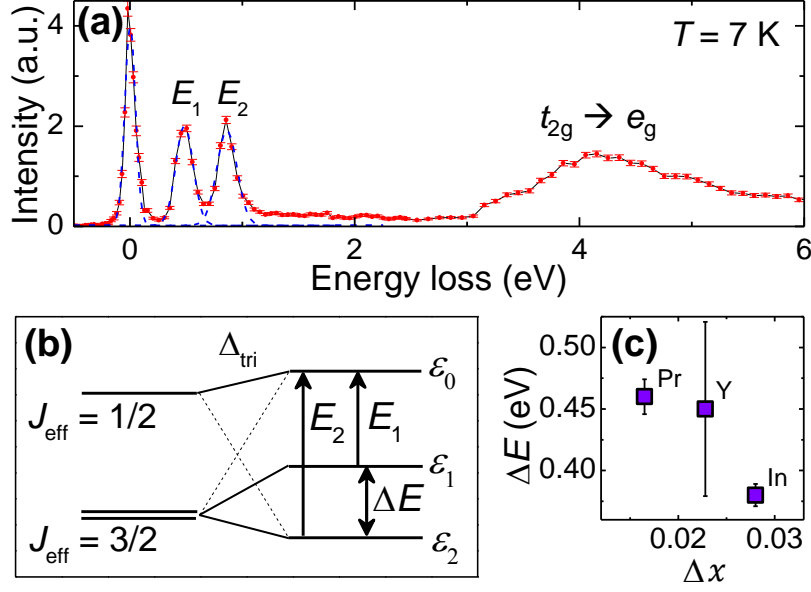 (a)
T = 7 K
E1 E2
t2g → eg
Intensity (a.u.)
4
2
0
0 2 4 6
Energy loss (eV)
(b)
Δtri
ε0
Jeff = 1/2
E2 E1
ε1
ΔE
Jeff = 3/2
ε2
(c)
ΔE (eV)
0.50
0.45
0.40
Pr
Y
In
0.02 0.03
Δx